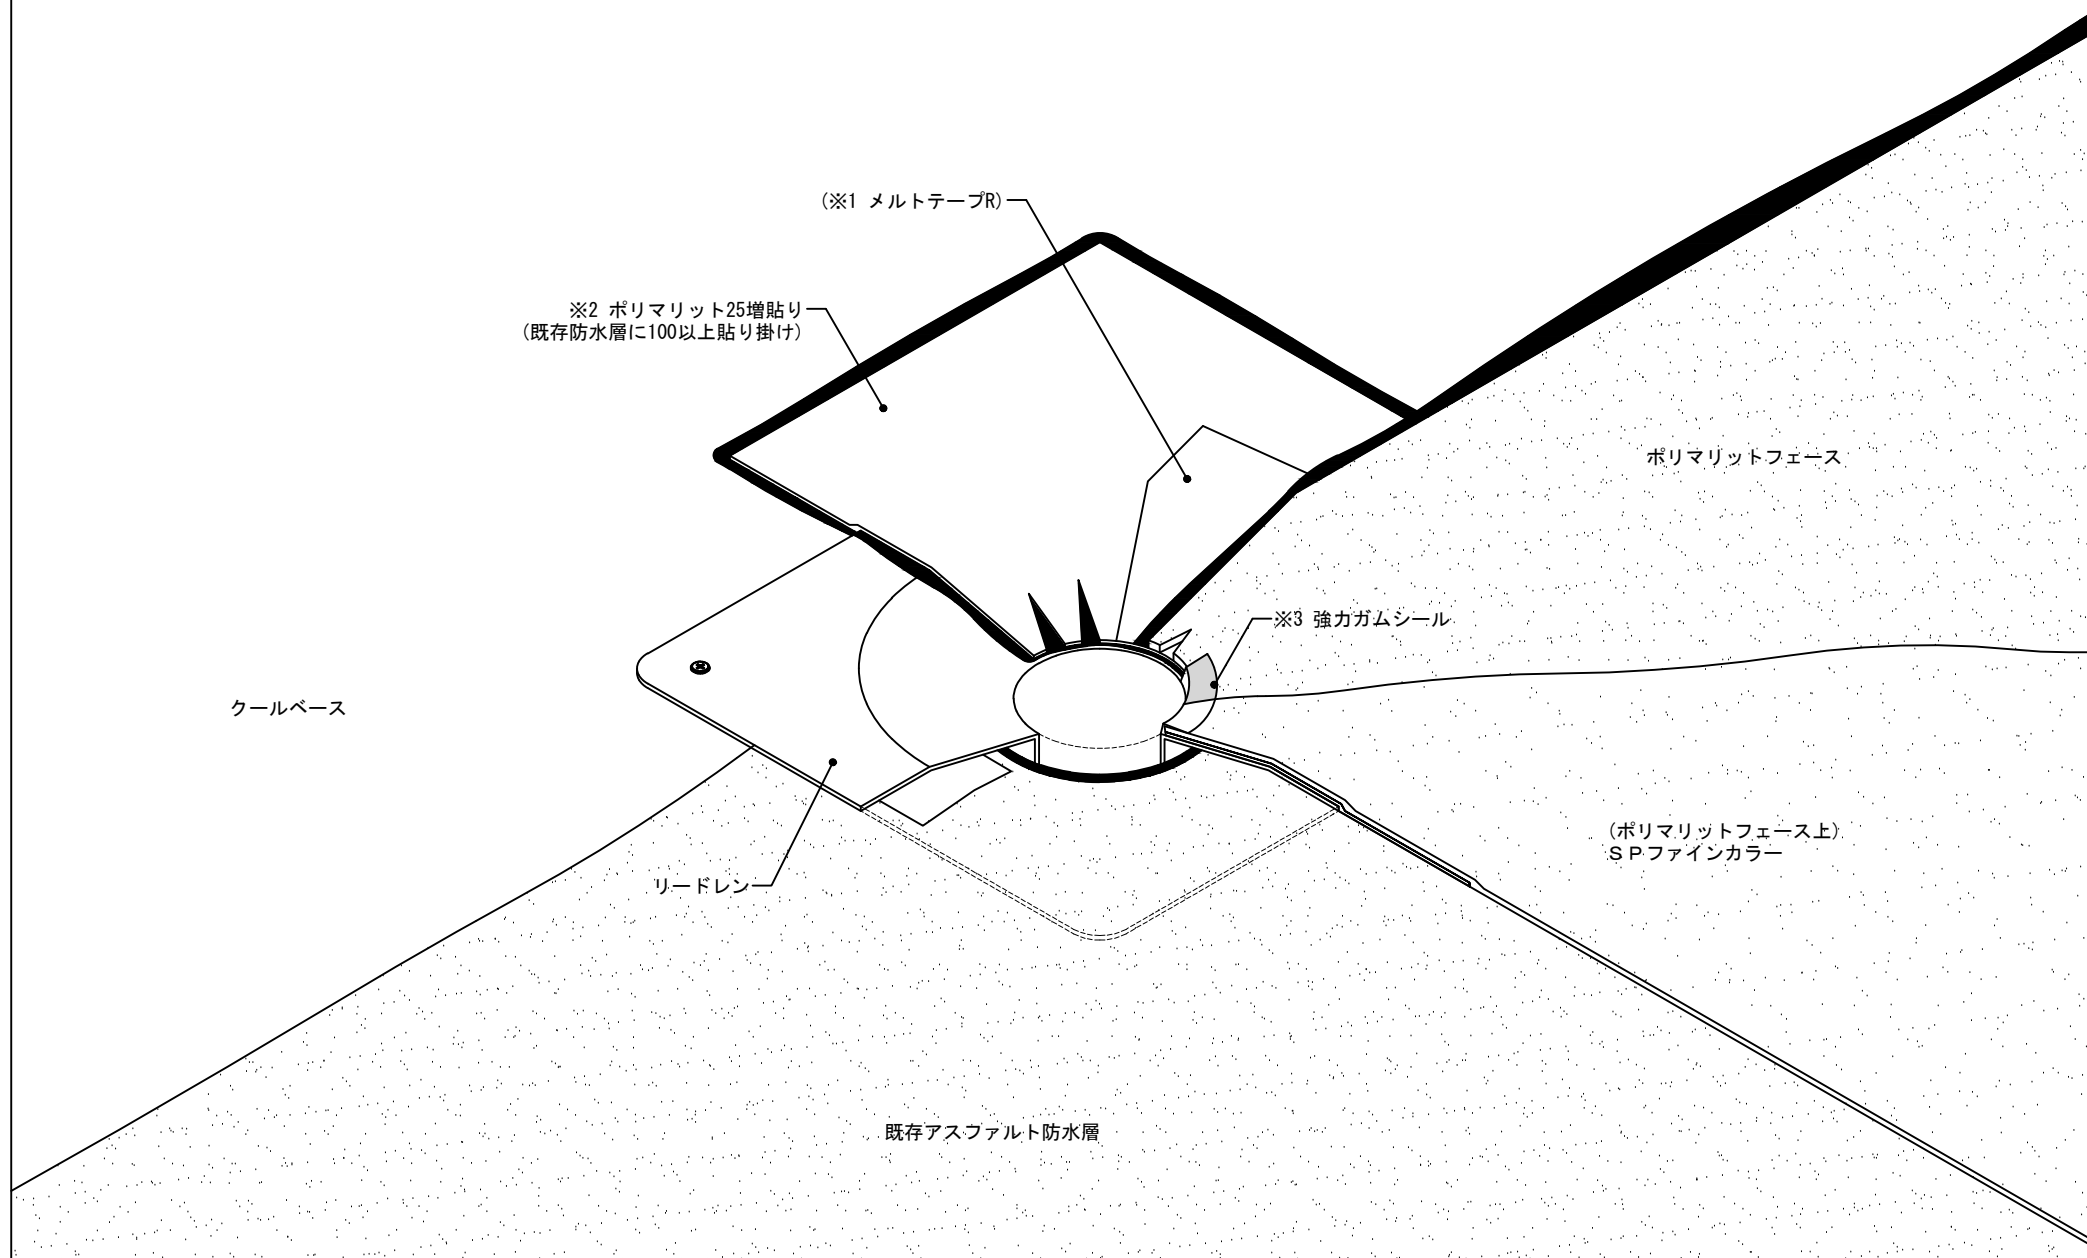 (※1 メルトテープR)
※2 ポリマリット25増貼り
(既存防水層に100以上貼り掛け)
ポリマリットフェース
※3 強力ガムシール
クールベース
(ポリマリットフェース上)
ＳＰファインカラー
リードレン
既存アスファルト防水層